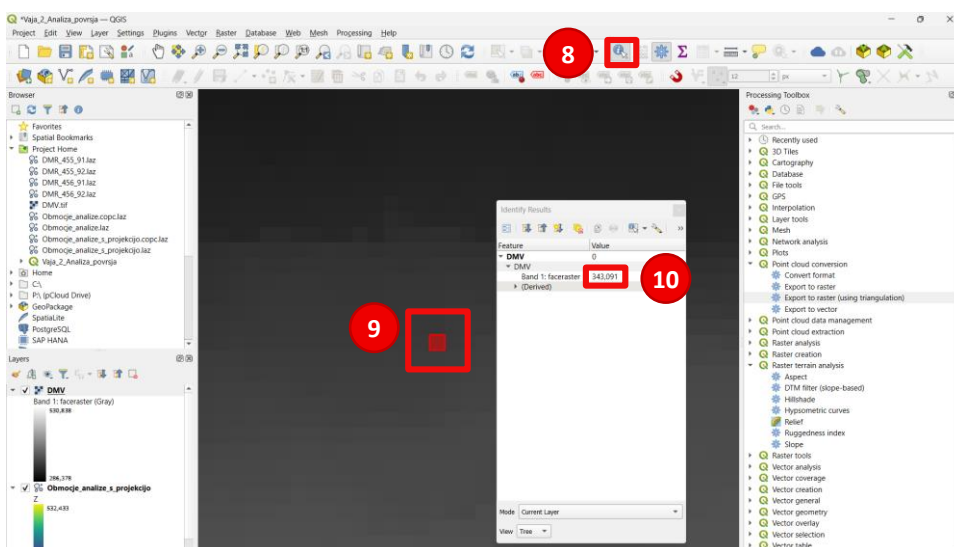 *Vaja_2_Analiza_povrsja — QGIS
Project Edit View Layer Settings Plugins Vector Raster Database Web Mesh Processing Help
8
12 px
Browser
Favorites
Spatial Bookmarks
Project Home
DMR_455_91.laz
DMR_455_92.laz
DMR_456_91.laz
DMR_456_92.laz
DMV.tif
Obmocje_analize.copc.laz
Obmocje_analize.laz
Obmocje_analize_s_projekcijo.copc.laz
Obmocje_analize_s_projekcijo.laz
Vaja_2_Analiza_povrsja
Home
C:\
P:\ (pCloud Drive)
GeoPackage
SpatiaLite
PostgreSQL
SAP HANA
Layers
DMV
Band 1: faceraster (Gray)
530,838
286,378
Obmocje_analize_s_projekcijo
Z
532,433
9
Identify Results
Feature Value
DMV 0
DMV
Band 1: faceraster 343,091
(Derived)
10
Mode Current Layer
View Tree
Processing Toolbox
Search...
Recently used
3D Tiles
Cartography
Database
File tools
GPS
Interpolation
Layer tools
Mesh
Network analysis
Plots
Point cloud conversion
Convert format
Export to raster
Export to raster (using triangulation)
Export to vector
Point cloud data management
Point cloud extraction
Raster analysis
Raster creation
Raster terrain analysis
Aspect
DTM filter (slope-based)
Hillshade
Hypsometric curves
Relief
Ruggedness index
Slope
Raster tools
Vector analysis
Vector coverage
Vector creation
Vector general
Vector geometry
Vector overlay
Vector selection
Vector table